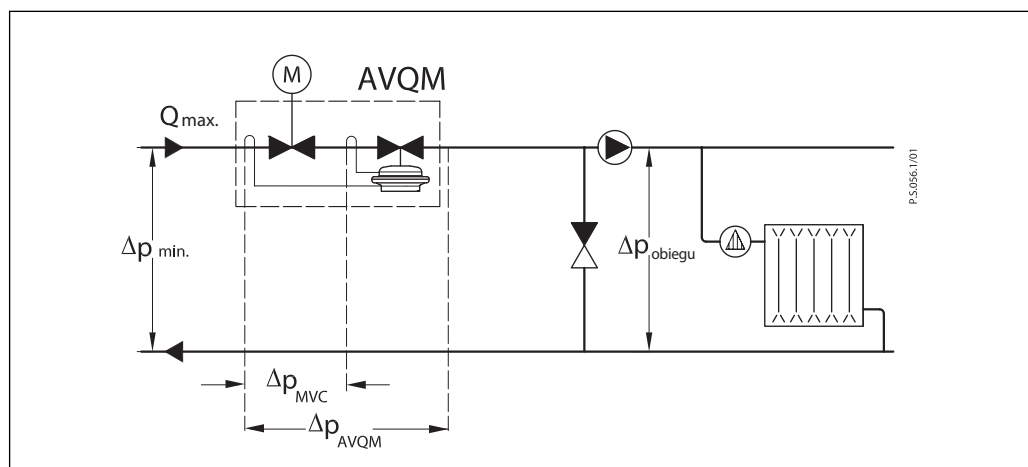 M
AVQM
Q max.
Δp min.
Δp obiegu
Δp MVC
Δp AVQM
P.S.056.1/01